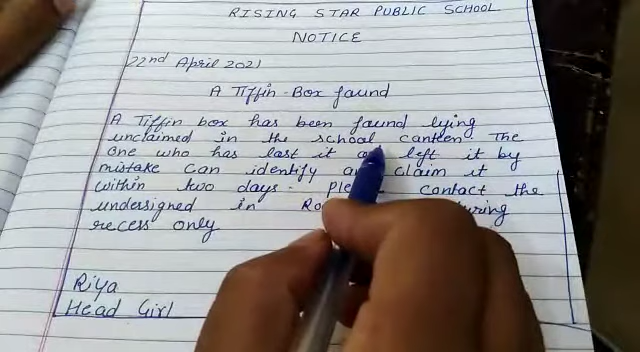 RISING STAR PUBLIC SCHOOL
NOTICE
22nd April 2021
A Tiffin-Box found
A Tiffin box has been found lying
unclaimed in the school canteen The
one who has lost it left it by
mistake can identify claim it
within two days. contact the
undersigned in
recess only
Riya
Head Girl